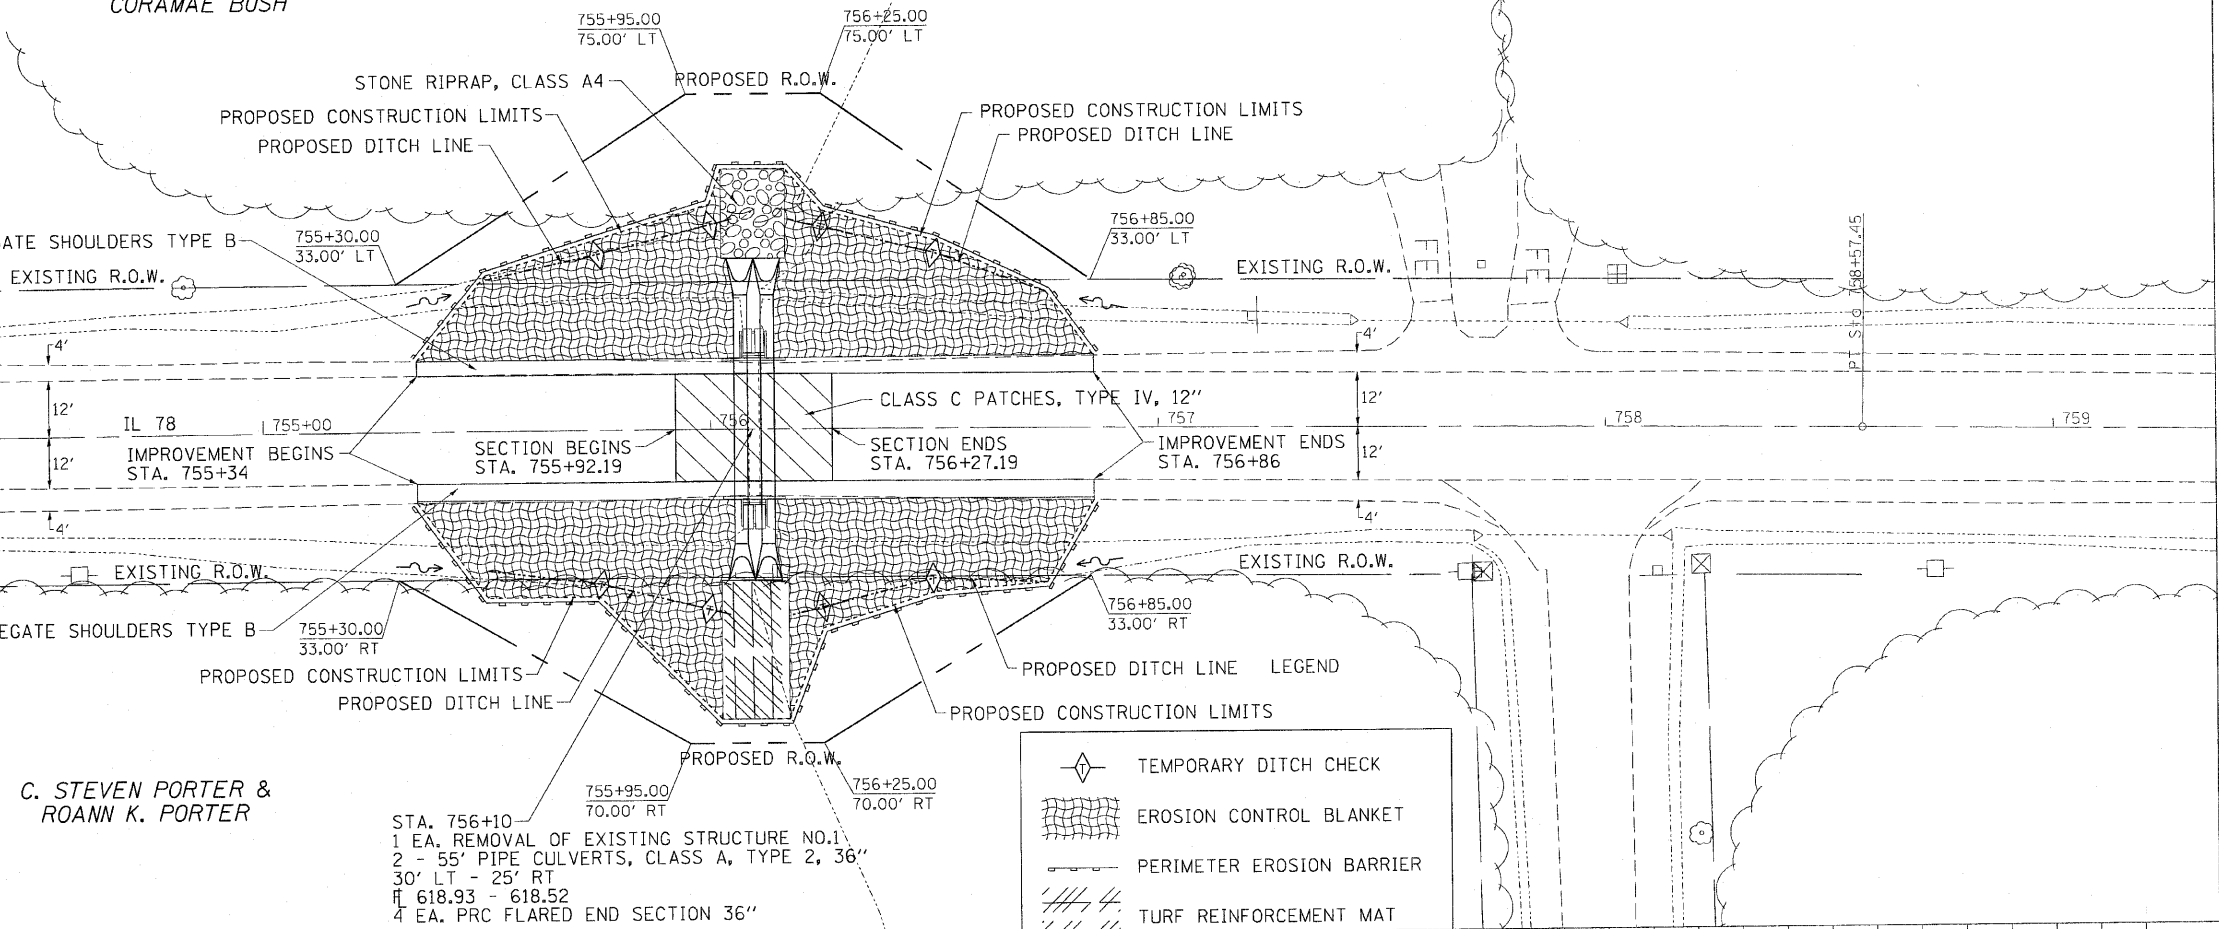 CORAMAE BUSH
755+95.00
75.00' LT
756+25.00
75.00' LT
STONE RIPRAP, CLASS A4
PROPOSED R.O.W.
PROPOSED CONSTRUCTION LIMITS
PROPOSED DITCH LINE
PROPOSED CONSTRUCTION LIMITS
PROPOSED DITCH LINE
GATE SHOULDERS TYPE B
755+30.00
33.00' LT
756+85.00
33.00' LT
EXISTING R.O.W.
EXISTING R.O.W.
FE
FE
PT Sta 758+57.45
4'
4'
12'
12'
CLASS C PATCHES, TYPE IV, 12"
IL 78
755+00
756
757
758
759
12'
12'
IMPROVEMENT BEGINS
STA. 755+34
SECTION BEGINS
STA. 755+92.19
SECTION ENDS
STA. 756+27.19
IMPROVEMENT ENDS
STA. 756+86
4'
4'
T
T
T
T
T
T
T
T
EXISTING R.O.W.
EXISTING R.O.W.
EGATE SHOULDERS TYPE B
755+30.00
33.00' RT
756+85.00
33.00' RT
PROPOSED CONSTRUCTION LIMITS
PROPOSED DITCH LINE
PROPOSED DITCH LINE
LEGEND
PROPOSED CONSTRUCTION LIMITS
PROPOSED R.O.W.
755+95.00
70.00' RT
756+25.00
70.00' RT
C. STEVEN PORTER &
ROANN K. PORTER
STA. 756+10
1 EA. REMOVAL OF EXISTING STRUCTURE NO.1
2 - 55' PIPE CULVERTS, CLASS A, TYPE 2, 36"
30' LT - 25' RT
618.93 - 618.52
4 EA. PRC FLARED END SECTION 36"
T TEMPORARY DITCH CHECK
EROSION CONTROL BLANKET
PERIMETER EROSION BARRIER
TURF REINFORCEMENT MAT